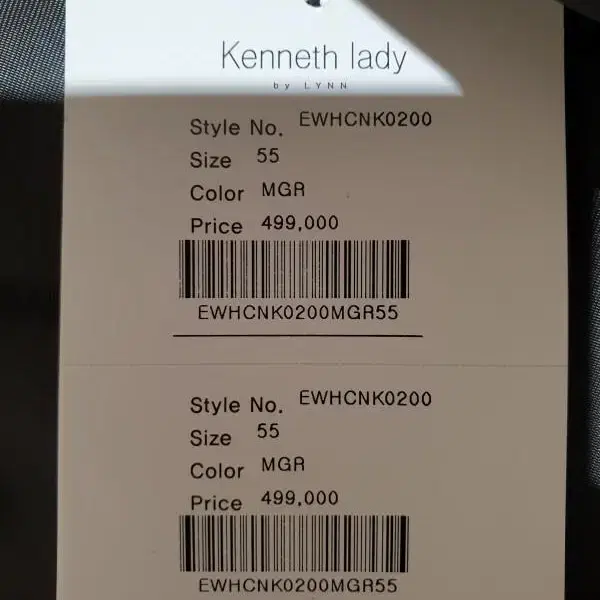 Kenneth lady
by LYNN
Style No. EWHCNK0200
Size 55
Color MGR
Price 499,000
EWHCNK0200MGR55
Style No. EWHCNK0200
Size 55
Color MGR
Price 499,000
EWHCNK0200MGR55